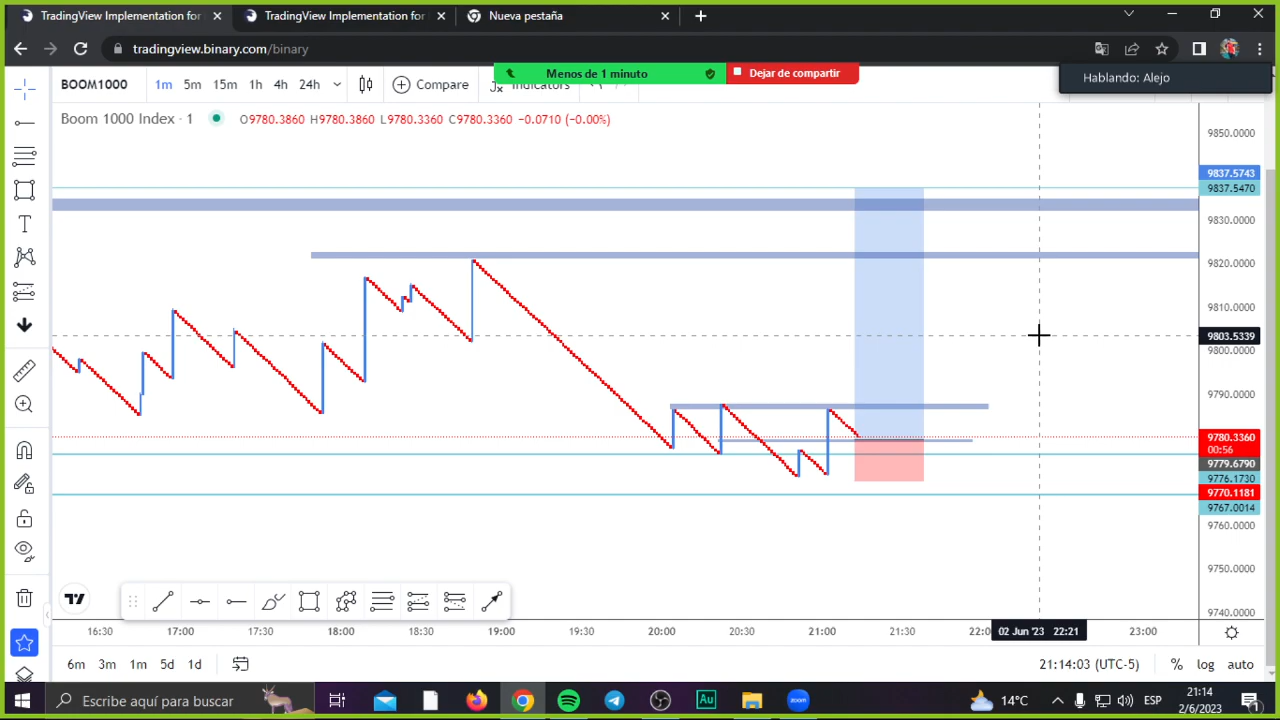 TradingView Implementation for
TradingView Implementation for
Nueva pestaña
tradingview.binary.com/binary
BOOM1000
1m 5m 15m 1h 4h 24h
Compare
Indicators
Menos de 1 minuto
Dejar de compartir
Hablando: Alejo
Boom 1000 Index · 1
O9780.3860 H9780.3860 L9780.3360 C9780.3360 −0.0710 (−0.00%)
9850.0000
9837.5743
9837.5470
9830.0000
9820.0000
9810.0000
9803.5339
9800.0000
9790.0000
9780.3360
00:56
9779.6790
9776.1730
9770.1181
9767.0014
9760.0000
9750.0000
9740.0000
16:30 17:00 17:30 18:00 18:30 19:00 19:30 20:00 20:30 21:00 21:30 22:00 02 Jun '23 22:21 23:00
6m 3m 1m 5d 1d
21:14:03 (UTC-5)
% log auto
Escribe aquí para buscar
Au
zoom
14°C
ESP
21:14
2/6/2023